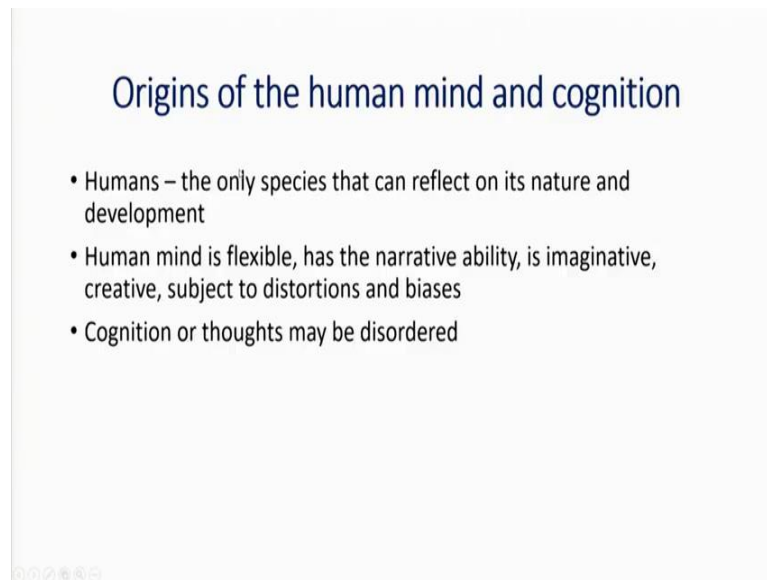 Origins of the human mind and cognition
• Humans – the only species that can reflect on its nature and
development
• Human mind is flexible, has the narrative ability, is imaginative,
creative, subject to distortions and biases
• Cognition or thoughts may be disordered